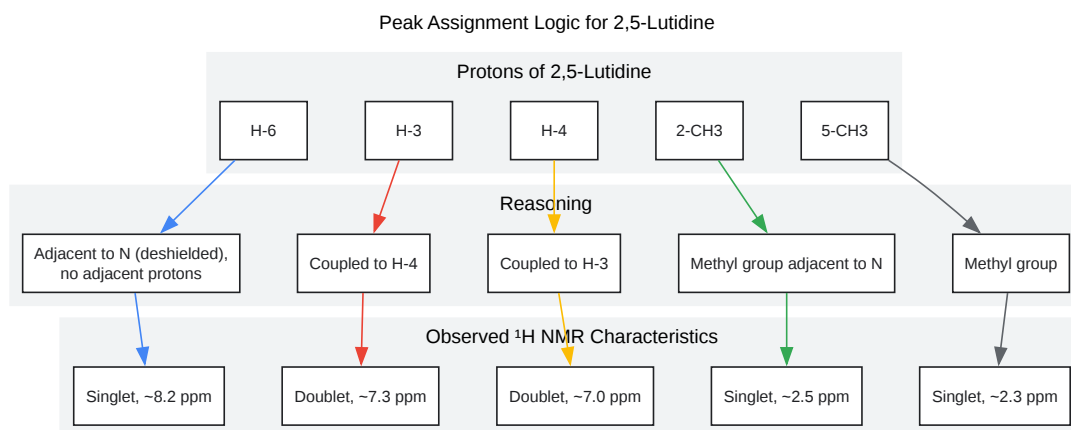 Peak Assignment Logic for 2,5-Lutidine
Protons of 2,5-Lutidine
H-6
H-3
H-4
2-CH3
5-CH3
Reasoning
Adjacent to N (deshielded),
no adjacent protons
Coupled to H-4
Coupled to H-3
Methyl group adjacent to N
Methyl group
Observed ¹H NMR Characteristics
Singlet, ~8.2 ppm
Doublet, ~7.3 ppm
Doublet, ~7.0 ppm
Singlet, ~2.5 ppm
Singlet, ~2.3 ppm